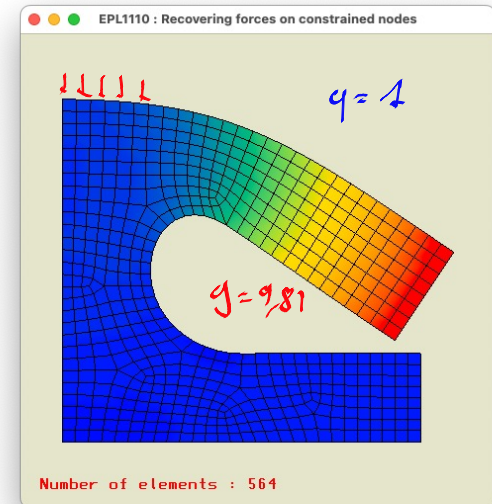 EPL1110 : Recovering forces on constrained nodes
q = 1
g = 9,81
Number of elements : 564